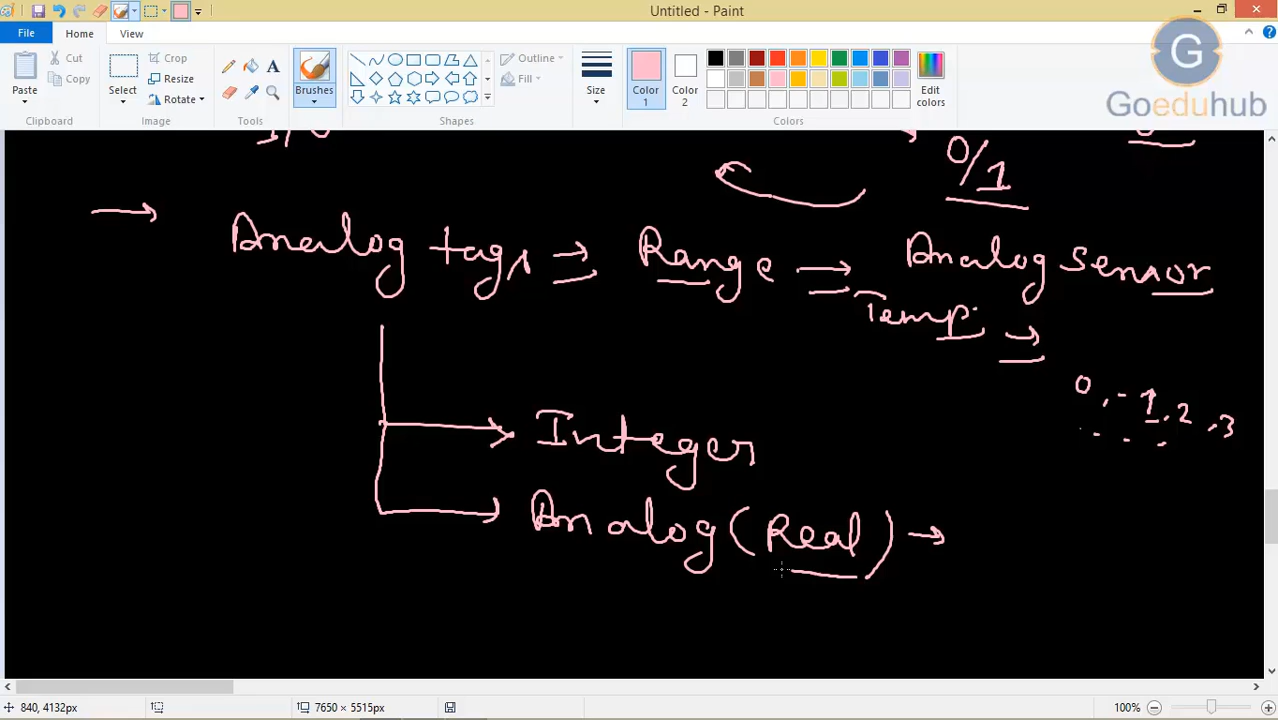 Untitled - Paint
File Home View
Paste
Cut
Copy
Clipboard
Select
Crop
Resize
Rotate
Image
Tools
Brushes
Shapes
Outline
Fill
Size
Color 1
Color 2
Colors
Edit colors
G
Goeduhub
0/1
Analog tags → Range → Analog Sensor
Temp. →
0, -1, 2, 3
Integer
Analog (Real) →
840, 4132px
7650 × 5515px
100%